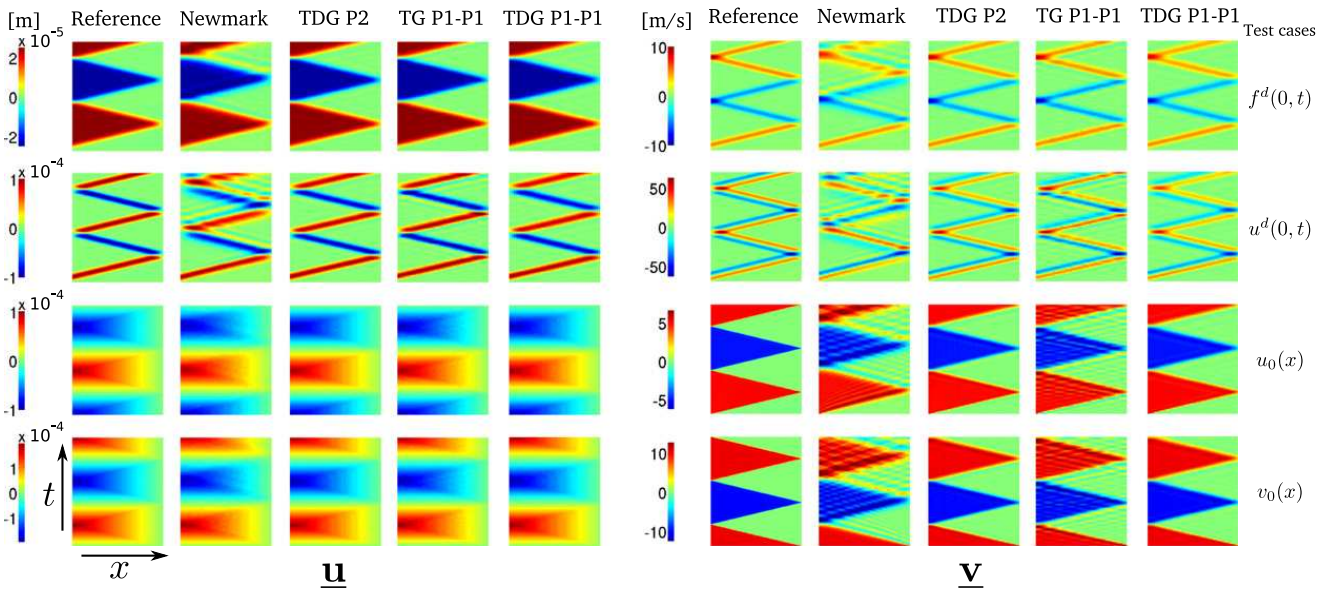 [m] Reference Newmark TDG P2 TG P1-P1 TDG P1-P1 [m/s] Reference Newmark TDG P2 TG P1-P1 TDG P1-P1 Test cases
x 10^-5
2
0
-2
10
0
-10
f^d(0, t)
x 10^-4
1
0
-1
50
0
-50
u^d(0, t)
x 10^-4
1
0
-1
5
0
-5
u_0(x)
x 10^-4
1
0
-1
10
0
-10
v_0(x)
t
x
u
v